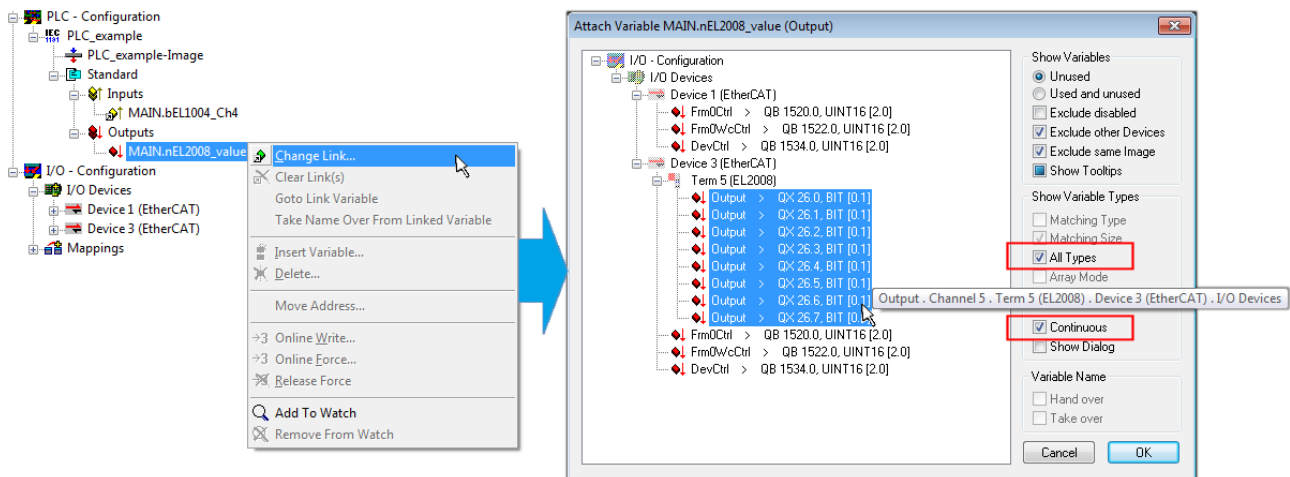 PLC - Configuration
IEC 1131 PLC_example
PLC_example-Image
Standard
Inputs
MAIN.bEL1004_Ch4
Outputs
MAIN.nEL2008_value
I/O - Configuration
I/O Devices
Device 1 (EtherCAT)
Device 3 (EtherCAT)
Mappings
Change Link...
Clear Link(s)
Goto Link Variable
Take Name Over From Linked Variable
Insert Variable...
Delete...
Move Address...
Online Write...
Online Force...
Release Force
Add To Watch
Remove From Watch
Attach Variable MAIN.nEL2008_value (Output)
I/O - Configuration
I/O Devices
Device 1 (EtherCAT)
Frm0Ctrl > QB 1520.0, UINT16 [2.0]
Frm0WcCtrl > QB 1522.0, UINT16 [2.0]
DevCtrl > QB 1534.0, UINT16 [2.0]
Device 3 (EtherCAT)
Term 5 (EL2008)
Output > QX 26.0, BIT [0.1]
Output > QX 26.1, BIT [0.1]
Output > QX 26.2, BIT [0.1]
Output > QX 26.3, BIT [0.1]
Output > QX 26.4, BIT [0.1]
Output > QX 26.5, BIT [0.1]
Output > QX 26.6, BIT [0.1]
Output > QX 26.7, BIT
Output . Channel 5 . Term 5 (EL2008) . Device 3 (EtherCAT) . I/O Devices
Frm0Ctrl > QB 1520.0, UINT16 [2.0]
Frm0WcCtrl > QB 1522.0, UINT16 [2.0]
DevCtrl > QB 1534.0, UINT16 [2.0]
Show Variables
Unused
Used and unused
Exclude disabled
Exclude other Devices
Exclude same Image
Show Tooltips
Show Variable Types
Matching Type
Matching Size
All Types
Array Mode
Continuous
Show Dialog
Variable Name
Hand over
Take over
Cancel
OK